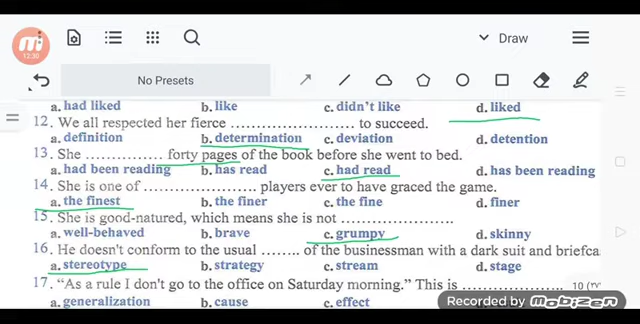 12:30
Draw
No Presets
a. had liked b. like c. didn't like d. liked
12. We all respected her fierce ........................ to succeed.
a. definition b. determination c. deviation d. detention
13. She .............. forty pages of the book before she went to bed.
a. had been reading b. has read c. had read d. has been reading
14. She is one of ........................ players ever to have graced the game.
a. the finest b. the finer c. the fine d. finer
15. She is good-natured, which means she is not ........................
a. well-behaved b. brave c. grumpy d. skinny
16. He doesn't conform to the usual ........ of the businessman with a dark suit and briefca
a. stereotype b. strategy c. stream d. stage
17. "As a rule I don't go to the office on Saturday morning." This is ..................
a. generalization b. cause c. effect
Recorded by MOBIZEN